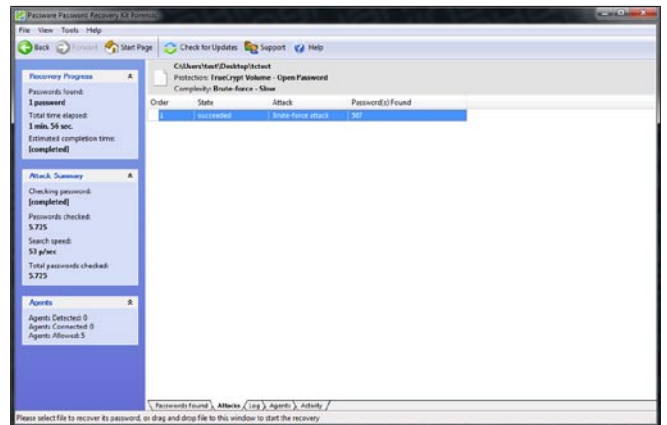 Passware Password Recovery Kit Forensic
File View Tools Help
Back Forward Start Page Check for Updates Support Help
Recovery Progress
Passwords found:
1 password
Total time elapsed:
1 min. 56 sec.
Estimated completion time:
[completed]
Attack Summary
Checking password:
[completed]
Passwords checked:
5.725
Search speed:
53 p/sec
Total passwords checked:
5.725
Agents
Agents Detected: 0
Agents Connected: 0
Agents Allowed: 5
C:\Users\test\Desktop\tctest
Protection: TrueCrypt Volume - Open Password
Complexity: Brute-force - Slow
Order State Attack Password(s) Found
1 succeeded Brute-force attack 567
Passwords found Attacks Log Agents Activity
Please select file to recover its password, or drag and drop file to this window to start the recovery